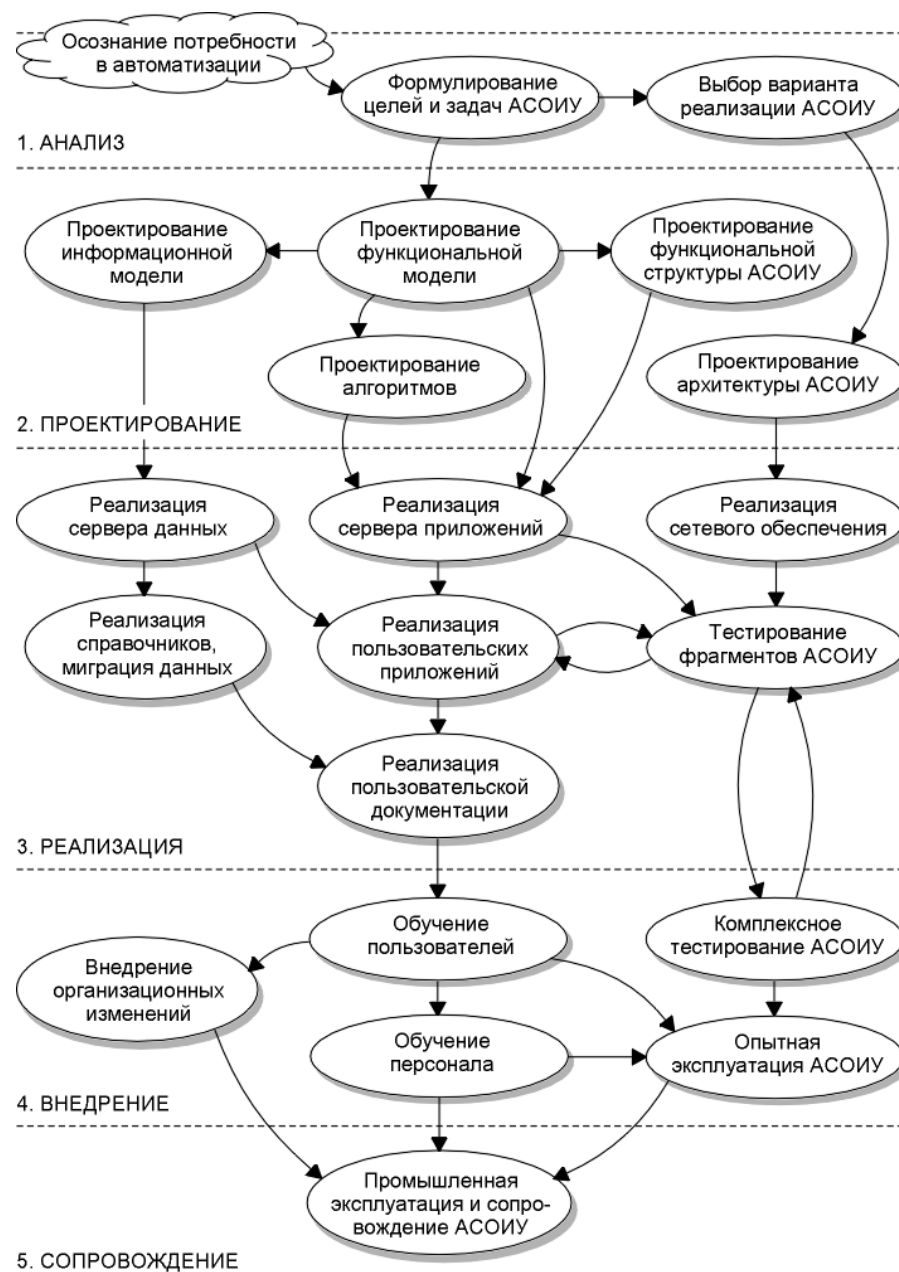 Осознание потребности
в автоматизации
Формулирование
целей и задач АСОИУ
Выбор варианта
реализации АСОИУ
1. АНАЛИЗ
Проектирование
информационной
модели
Проектирование
функциональной
модели
Проектирование
функциональной
структуры АСОИУ
Проектирование
алгоритмов
Проектирование
архитектуры АСОИУ
2. ПРОЕКТИРОВАНИЕ
Реализация
сервера данных
Реализация
сервера приложений
Реализация
сетевого обеспечения
Реализация
справочников,
миграция данных
Реализация
пользовательских
приложений
Тестирование
фрагментов АСОИУ
Реализация
пользовательской
документации
3. РЕАЛИЗАЦИЯ
Обучение
пользователей
Комплексное
тестирование АСОИУ
Внедрение
организационных
изменений
Обучение
персонала
Опытная
эксплуатация АСОИУ
4. ВНЕДРЕНИЕ
Промышленная
эксплуатация и сопро-
вождение АСОИУ
5. СОПРОВОЖДЕНИЕ